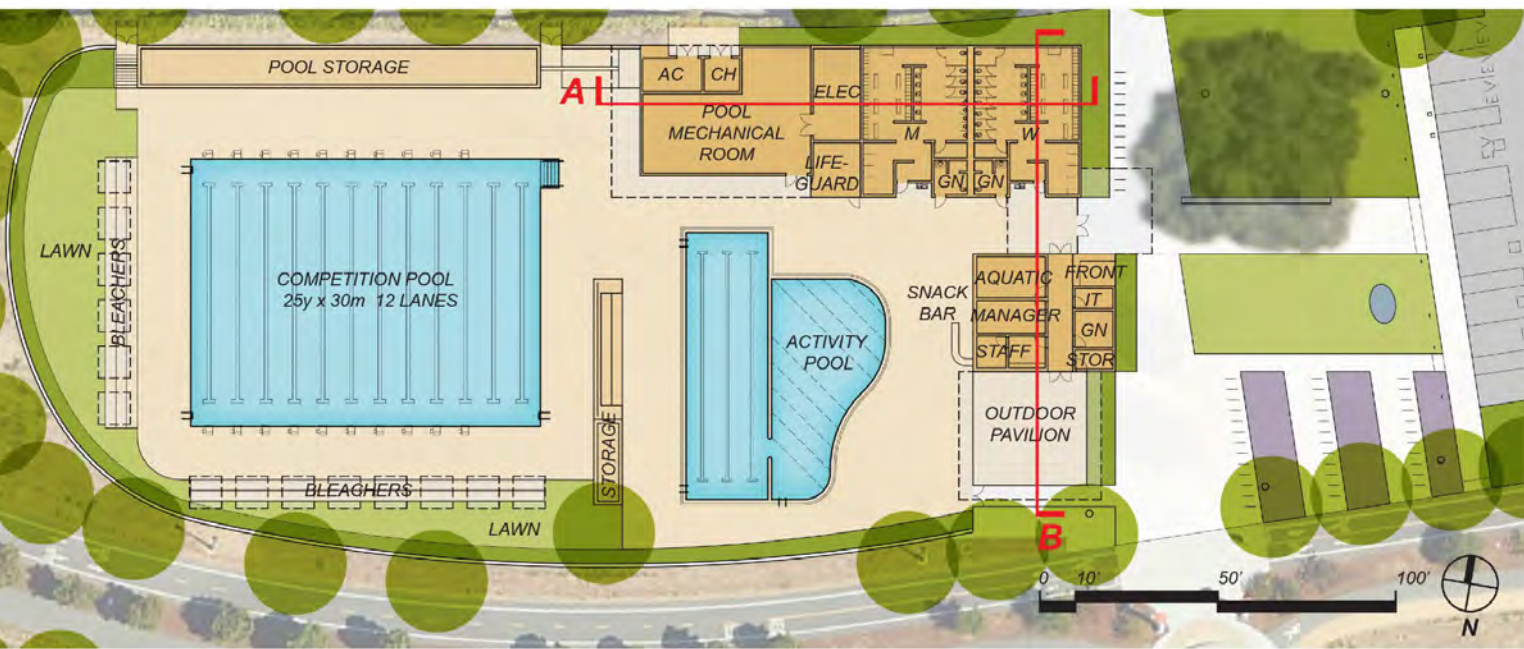 POOL STORAGE
AC
CH
A
ELEC
POOL
MECHANICAL
ROOM
M
W
LIFE-
GUARD
GN
GN
LAWN
BLEACHERS
COMPETITION POOL
25y x 30m 12 LANES
SNACK
BAR
AQUATIC
FRONT
IT
MANAGER
GN
STAFF
STOR
ACTIVITY
POOL
OUTDOOR
PAVILION
STORAGE
BLEACHERS
LAWN
B
0 10' 50' 100'
N